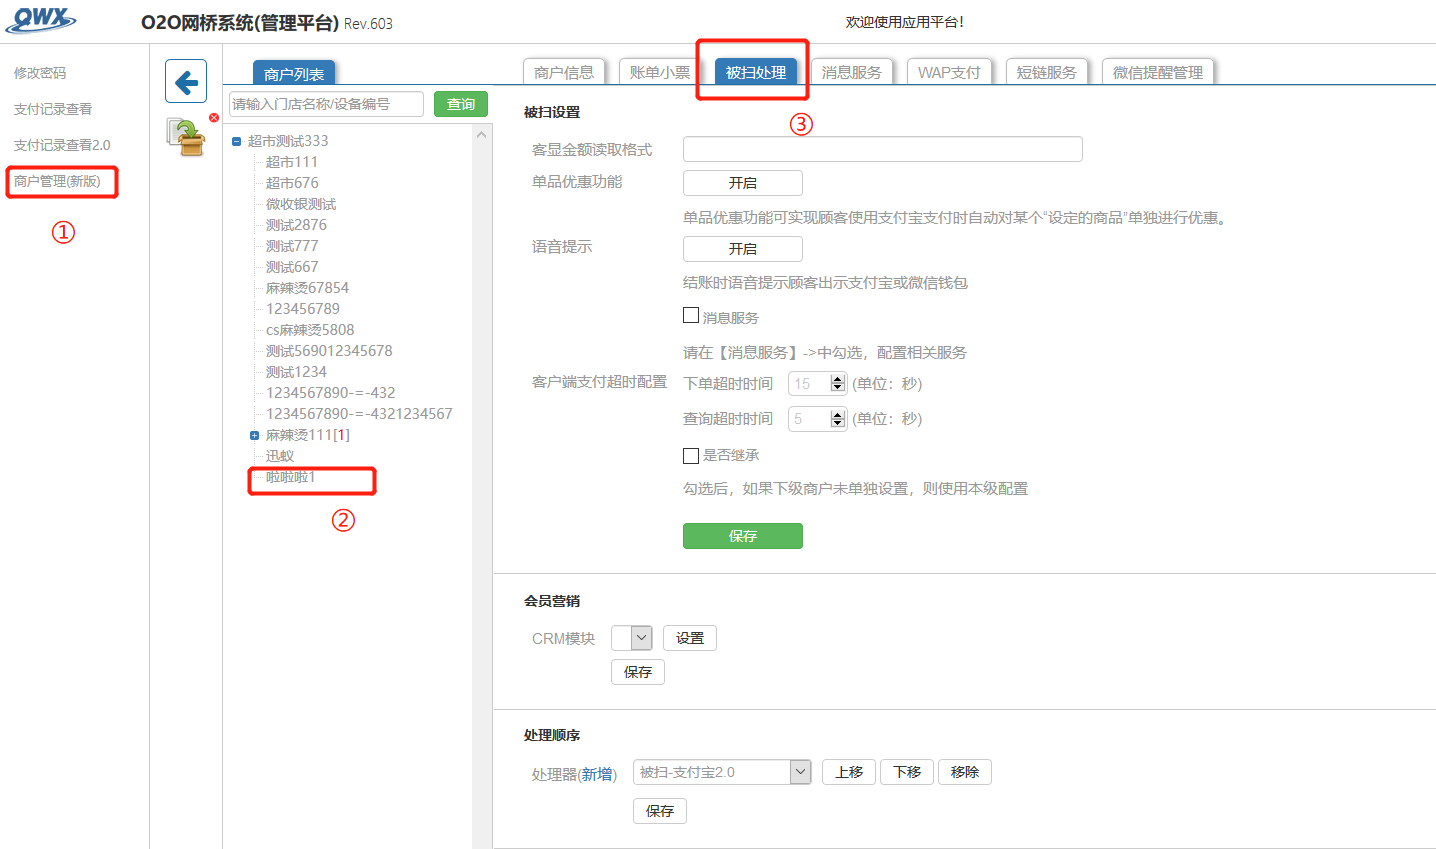 QWX
O2O网桥系统(管理平台) Rev.603
欢迎使用应用平台！
修改密码
支付记录查看
支付记录查看2.0
商户管理(新版)
①
商户列表
请输入门店名称/设备编号
查询
超市测试333
超市111
超市676
微收银测试
测试2876
测试777
测试667
麻辣烫67854
123456789
cs麻辣烫5808
测试569012345678
测试1234
1234567890-=-432
1234567890-=-4321234567
麻辣烫111[1]
迅蚁
啦啦啦1
②
商户信息
账单小票
被扫处理
消息服务
WAP支付
短链服务
微信提醒管理
③
被扫设置
客显金额读取格式
单品优惠功能
开启
单品优惠功能可实现顾客使用支付宝支付时自动对某个“设定的商品”单独进行优惠。
语音提示
开启
结账时语音提示顾客出示支付宝或微信钱包
消息服务
请在【消息服务】->中勾选，配置相关服务
客户端支付超时配置
下单超时时间 15 (单位：秒)
查询超时时间 5 (单位：秒)
是否继承
勾选后，如果下级商户未单独设置，则使用本级配置
保存
会员营销
CRM模块
设置
保存
处理顺序
处理器(新增)
被扫-支付宝2.0
上移
下移
移除
保存